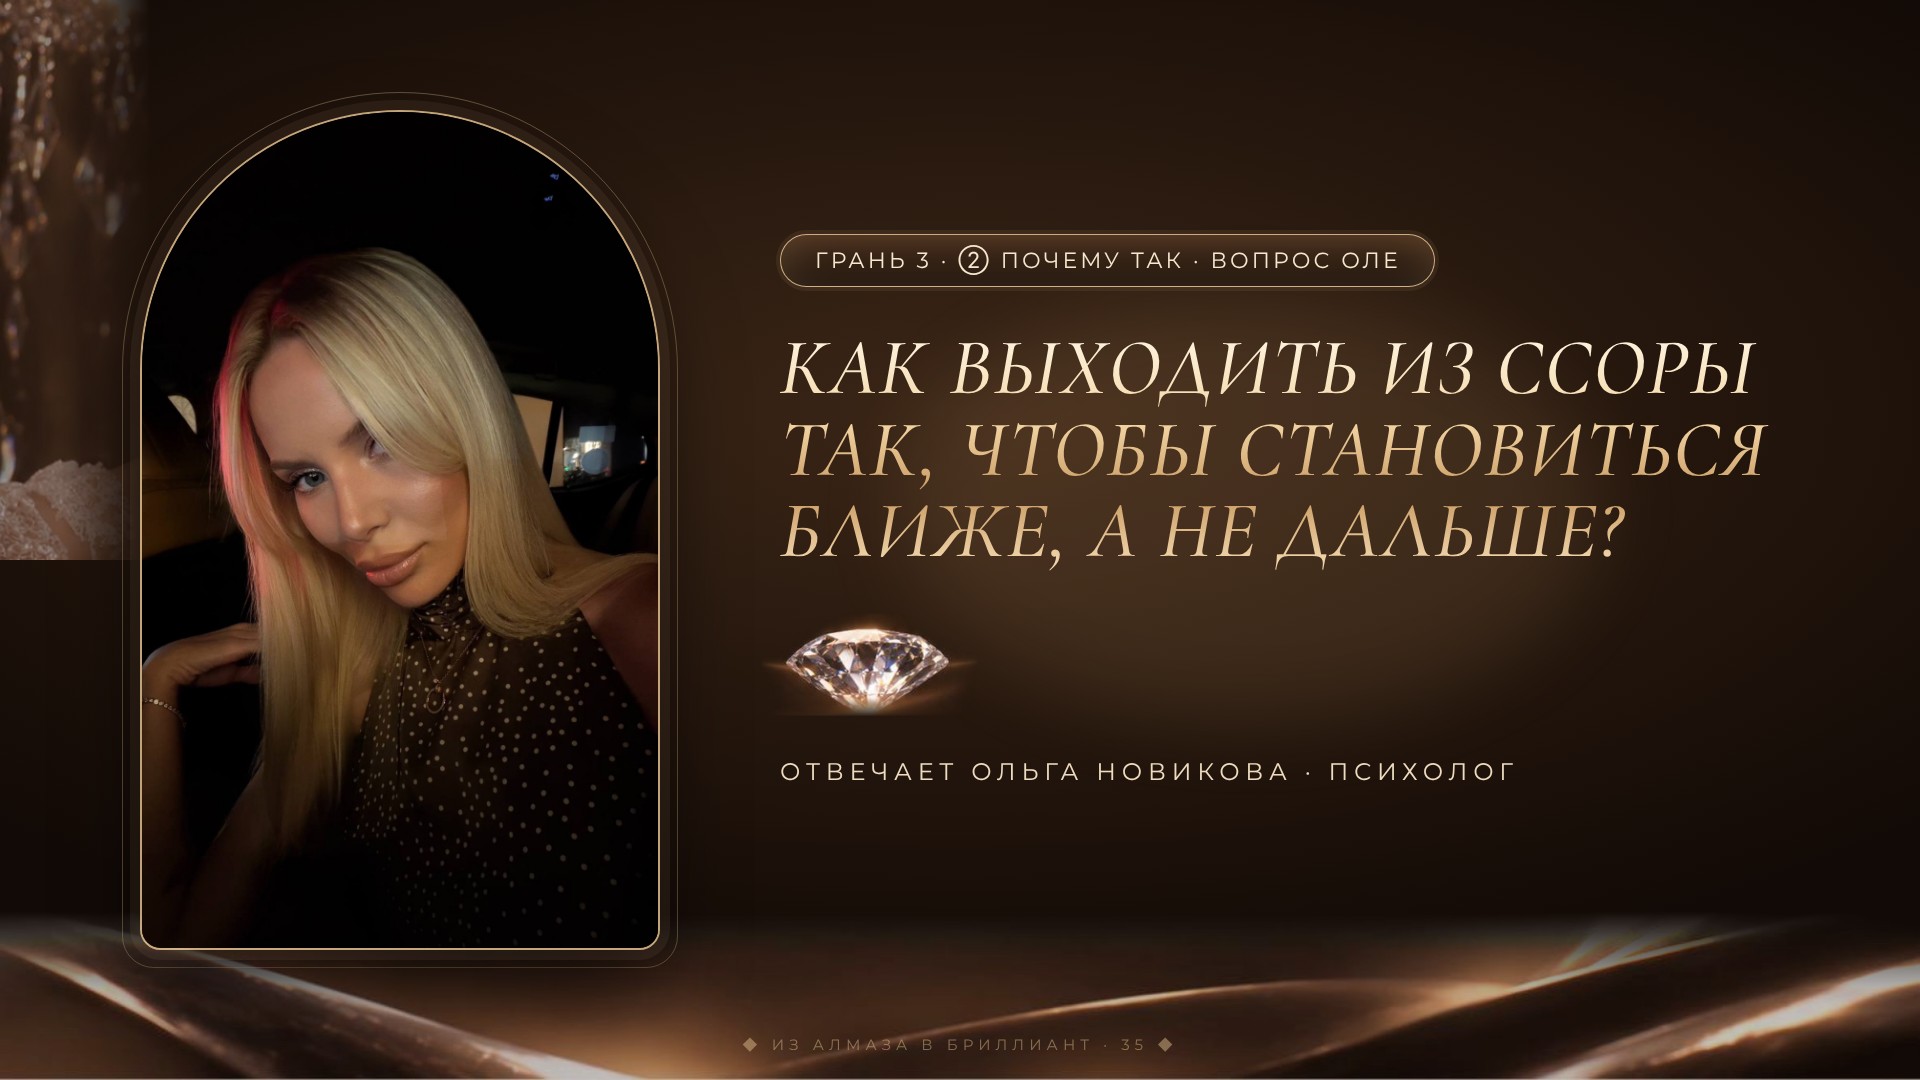 ГРАНЬ 3 · ② ПОЧЕМУ ТАК · ВОПРОС ОЛЕ
КАК ВЫХОДИТЬ ИЗ ССОРЫ
ТАК, ЧТОБЫ СТАНОВИТЬСЯ
БЛИЖЕ, А НЕ ДАЛЬШЕ?
ОТВЕЧАЕТ ОЛЬГА НОВИКОВА · ПСИХОЛОГ
◆ ИЗ АЛМАЗА В БРИЛЛИАНТ · 35 ◆